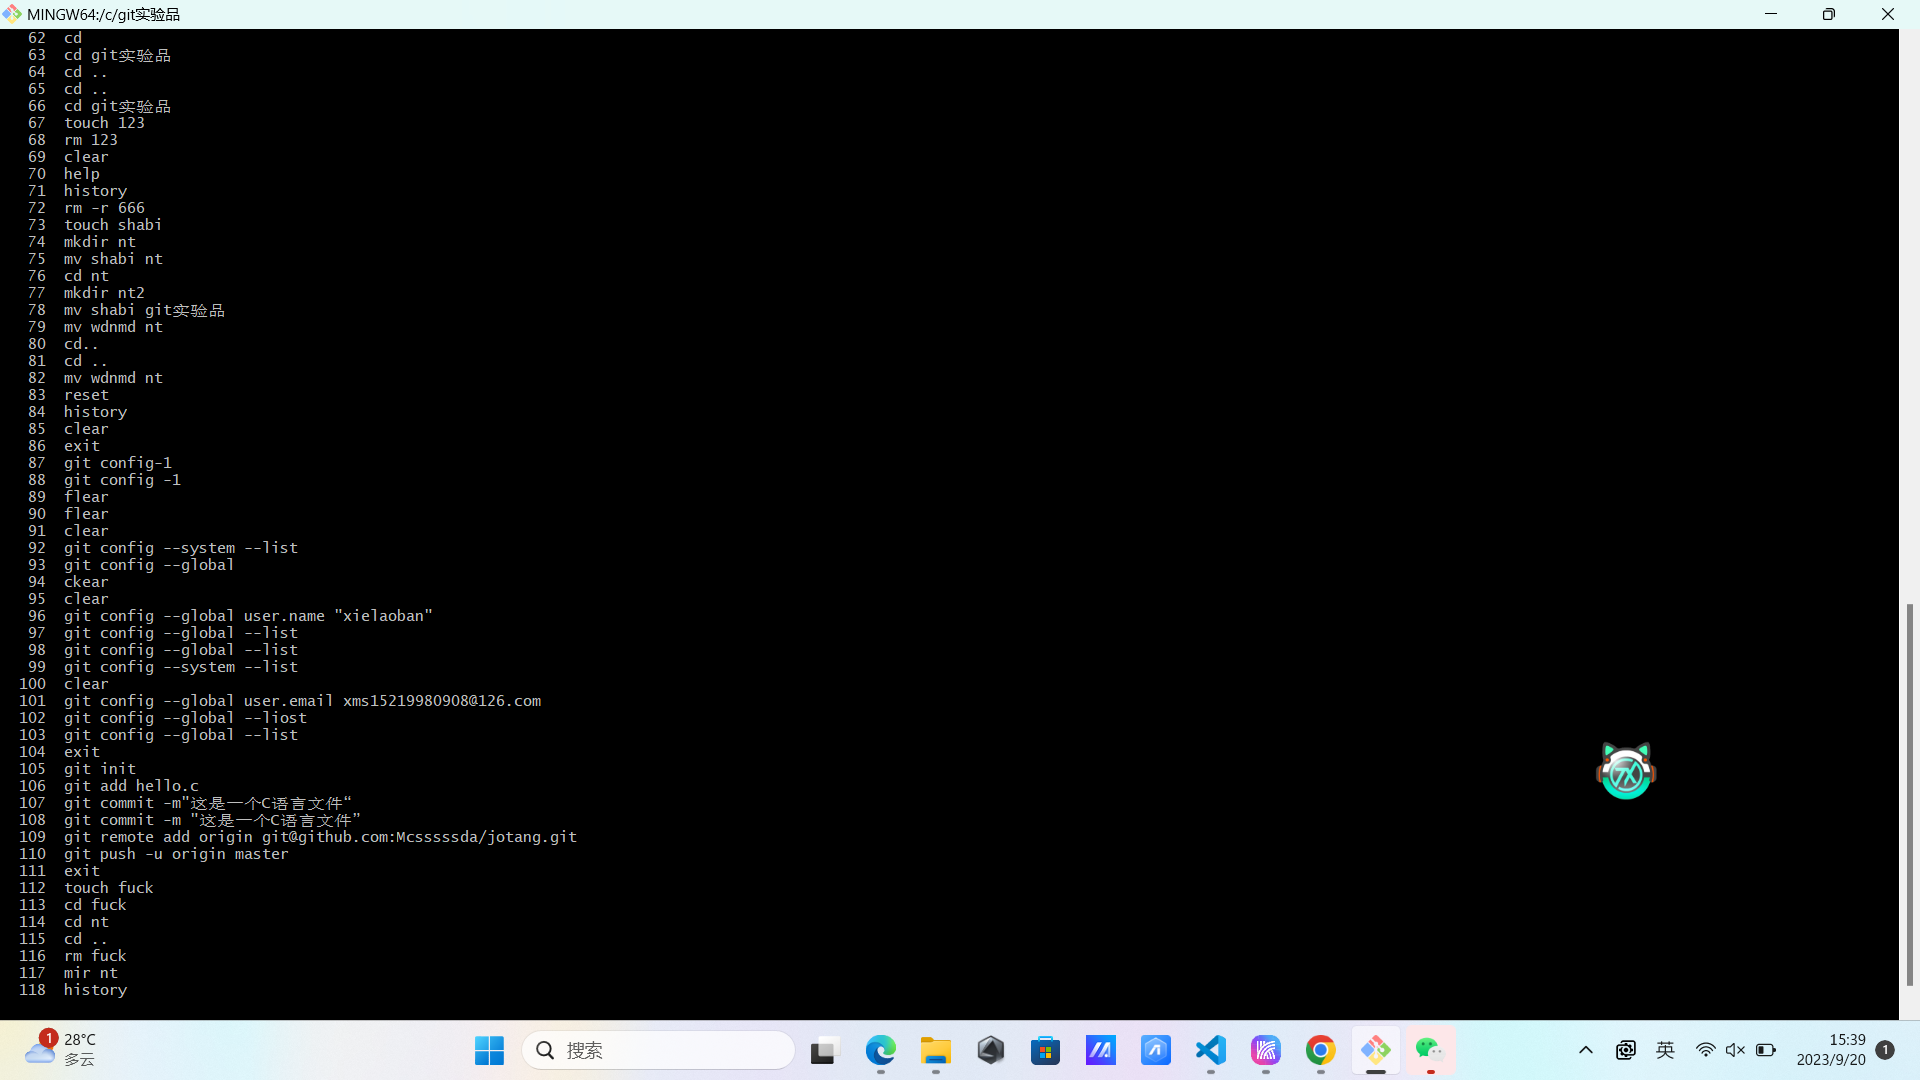 MINGW64:/c/git实验品
62 cd
63 cd git实验品
64 cd ..
65 cd ..
66 cd git实验品
67 touch 123
68 rm 123
69 clear
70 help
71 history
72 rm -r 666
73 touch shabi
74 mkdir nt
75 mv shabi nt
76 cd nt
77 mkdir nt2
78 mv shabi git实验品
79 mv wdnmd nt
80 cd..
81 cd ..
82 mv wdnmd nt
83 reset
84 history
85 clear
86 exit
87 git config-1
88 git config -1
89 flear
90 flear
91 clear
92 git config --system --list
93 git config --global
94 ckear
95 clear
96 git config --global user.name "xielaoban"
97 git config --global --list
98 git config --global --list
99 git config --system --list
100 clear
101 git config --global user.email xms15219980908@126.com
102 git config --global --liost
103 git config --global --list
104 exit
105 git init
106 git add hello.c
107 git commit -m"这是一个C语言文件“
108 git commit -m "这是一个C语言文件”
109 git remote add origin git@github.com:Mcsssssda/jotang.git
110 git push -u origin master
111 exit
112 touch fuck
113 cd fuck
114 cd nt
115 cd ..
116 rm fuck
117 mir nt
118 history
7X
1
28°C
多云
搜索
英
15:39
2023/9/20
1